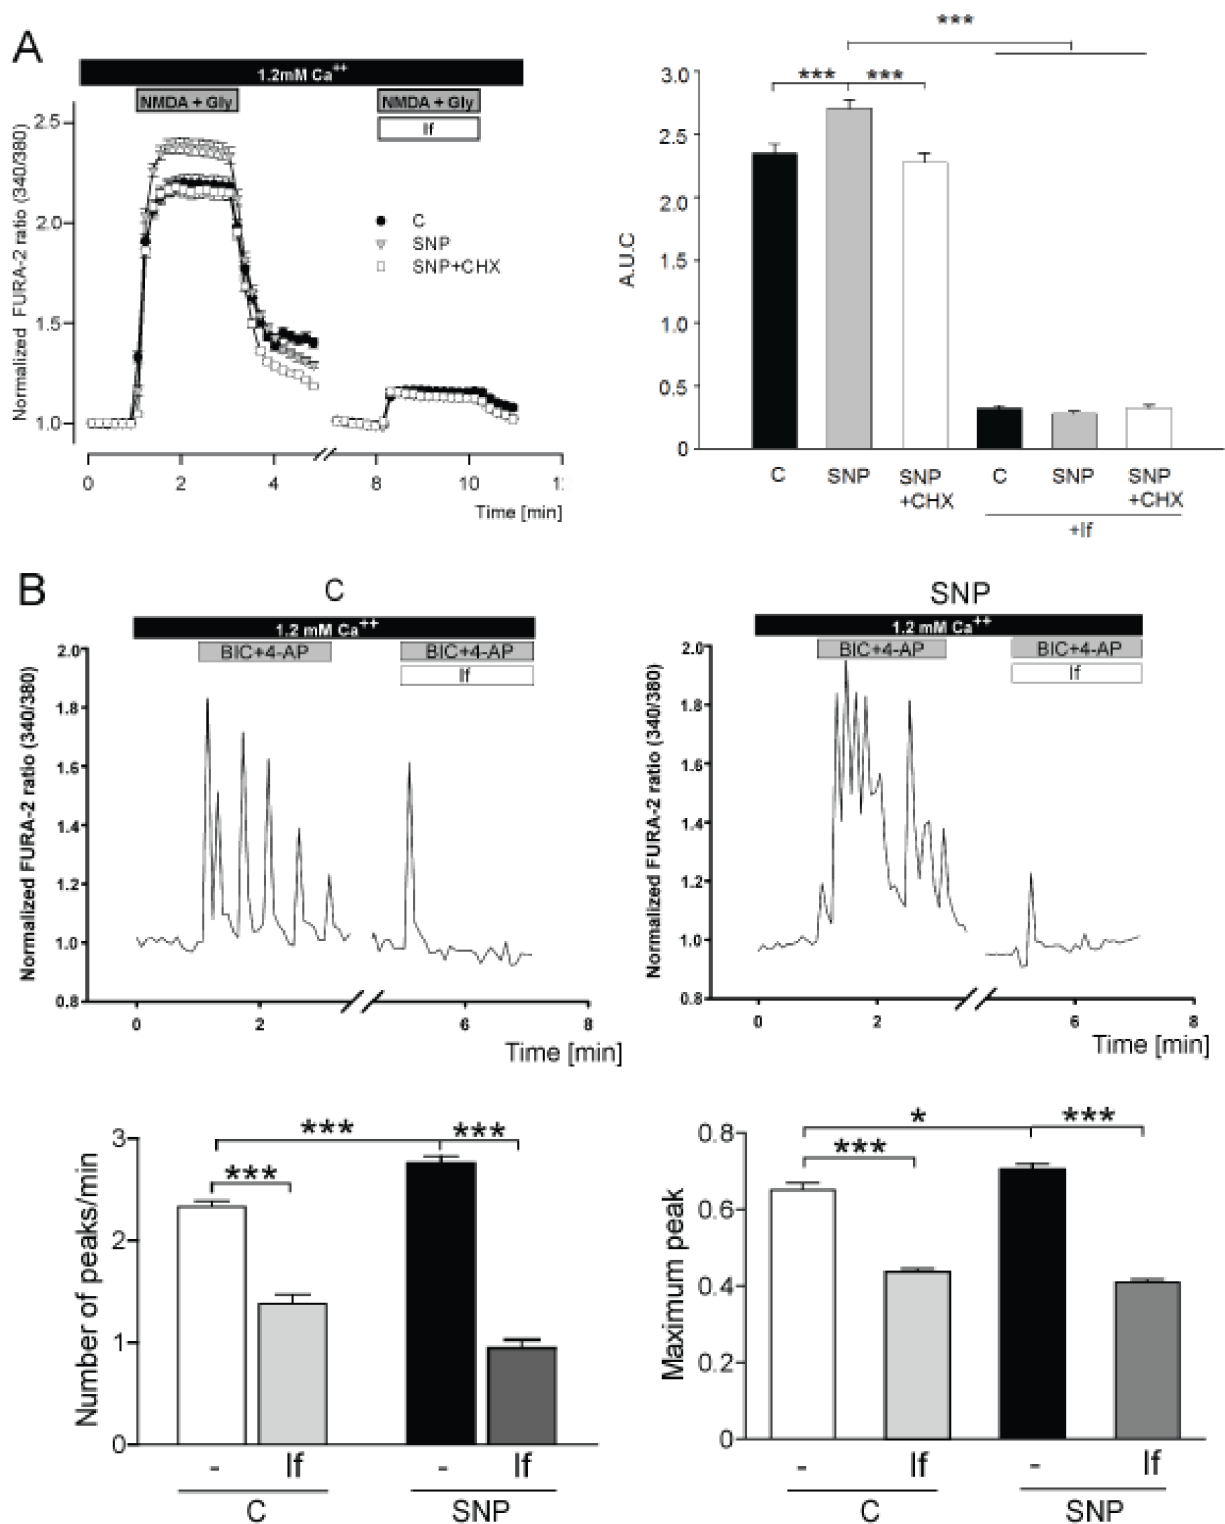 A
1.2mM Ca++
NMDA + Gly
NMDA + Gly
If
Normalized FURA-2 ratio (340/380)
2.5
2.0
1.5
1.0
C
SNP
SNP+CHX
0
2
4
8
10
1:
Time [min]
***
***
***
A.U.C
3.0
2.5
2.0
1.5
1.0
0.5
0
C
SNP
SNP
+CHX
C
SNP
SNP
+CHX
+If
B
C
1.2 mM Ca++
BIC+4-AP
BIC+4-AP
If
Normalized FURA-2 ratio (340/380)
2.0
1.8
1.6
1.4
1.2
1.0
0.8
0
2
6
8
Time [min]
SNP
1.2 mM Ca++
BIC+4-AP
BIC+4-AP
If
Normalized FURA-2 ratio (340/380)
2.0
1.8
1.6
1.4
1.2
1.0
0.8
0
2
6
8
Time [min]
Number of peaks/min
3
2
1
0
***
***
***
-
If
-
If
C
SNP
Maximum peak
0.8
0.6
0.4
0.2
0
*
***
***
-
If
-
If
C
SNP